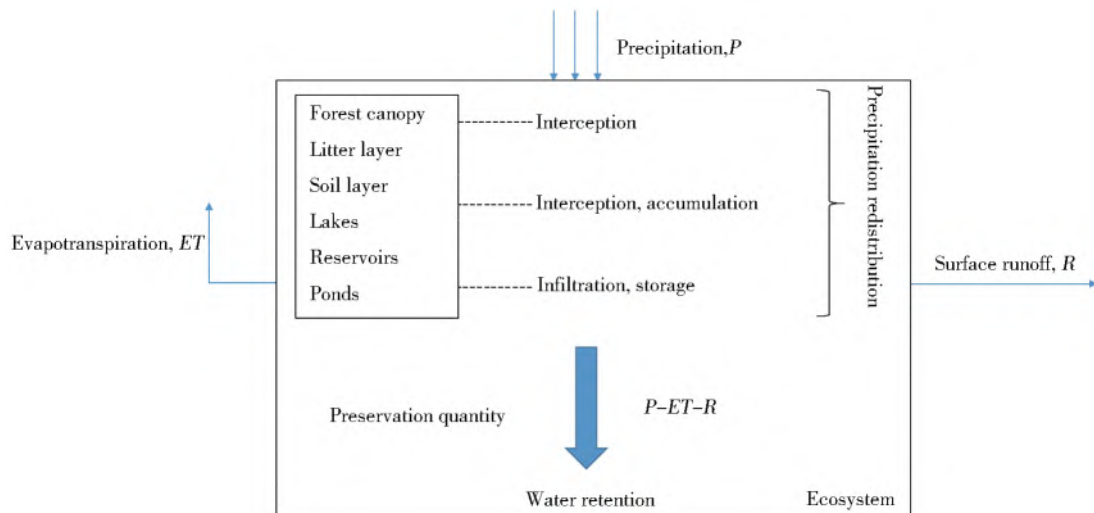 Precipitation,P
Forest canopy
Interception
Litter layer
Soil layer
Interception, accumulation
Lakes
Reservoirs
Infiltration, storage
Ponds
Precipitation redistribution
Evapotranspiration, ET
Surface runoff, R
Preservation quantity
P–ET–R
Water retention
Ecosystem